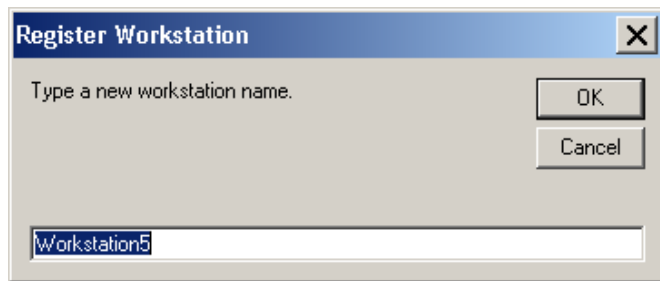 Register Workstation
Type a new workstation name.
OK
Cancel
Workstation5